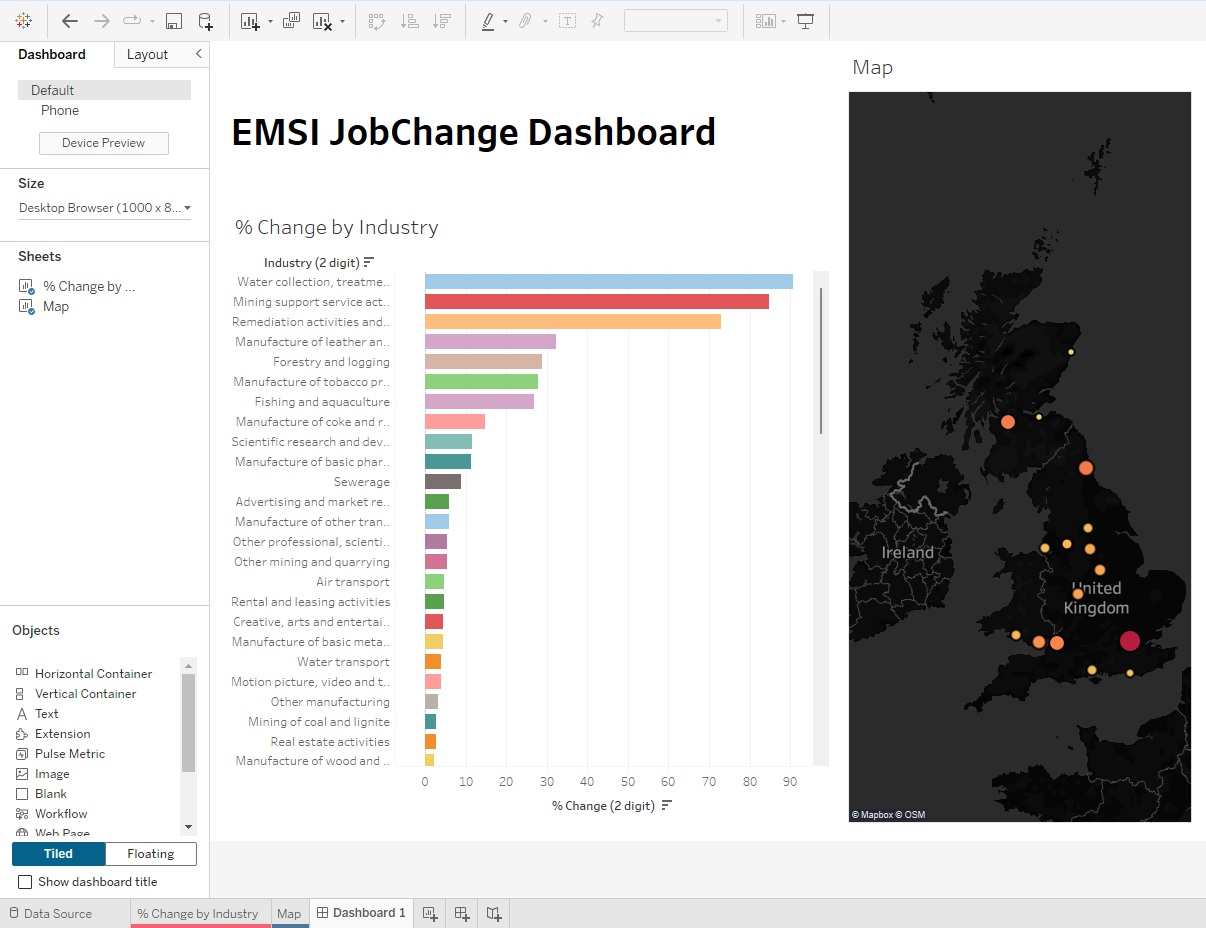 Dashboard
Layout
Default
Phone
Device Preview
Size
Desktop Browser (1000 x 8...
Sheets
% Change by ...
Map
Objects
Horizontal Container
Vertical Container
Text
Extension
Pulse Metric
Image
Blank
Workflow
Web Page
Tiled
Floating
Show dashboard title
EMSI JobChange Dashboard
% Change by Industry
Industry (2 digit)
Water collection, treatme..
Mining support service act..
Remediation activities and..
Manufacture of leather an..
Forestry and logging
Manufacture of tobacco pr..
Fishing and aquaculture
Manufacture of coke and r..
Scientific research and dev..
Manufacture of basic phar..
Sewerage
Advertising and market re..
Manufacture of other tran..
Other professional, scienti..
Other mining and quarrying
Air transport
Rental and leasing activities
Creative, arts and entertai..
Manufacture of basic meta..
Water transport
Motion picture, video and t..
Other manufacturing
Mining of coal and lignite
Real estate activities
Manufacture of wood and ..
0 10 20 30 40 50 60 70 80 90
% Change (2 digit)
Map
Ireland
United
Kingdom
© Mapbox © OSM
Data Source
% Change by Industry
Map
Dashboard 1